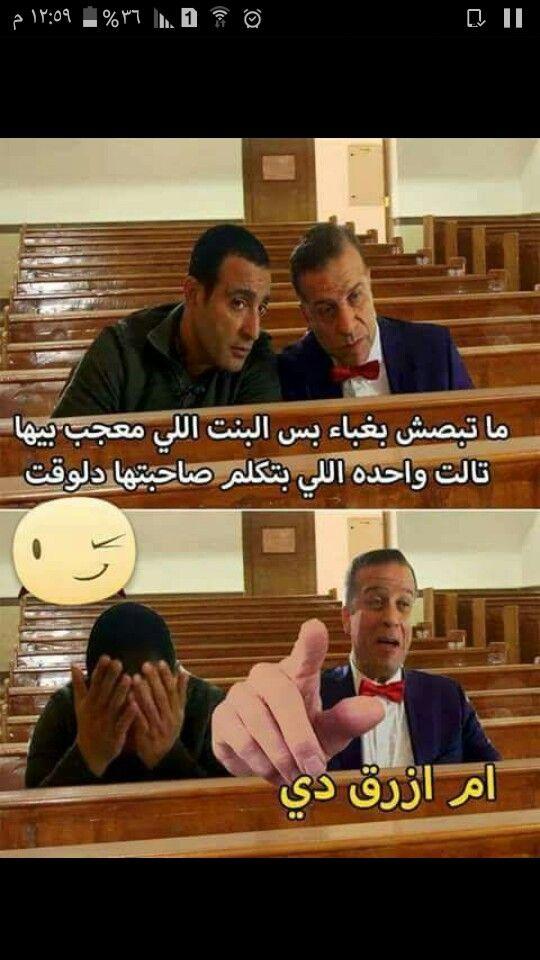 ١٢:٥٩ م ٣٦% 1
ما تبصش بغباء بس البنت اللي معجب بيها
تالت واحده اللي بتكلم صاحبتها دلوقت
ام ازرق دي